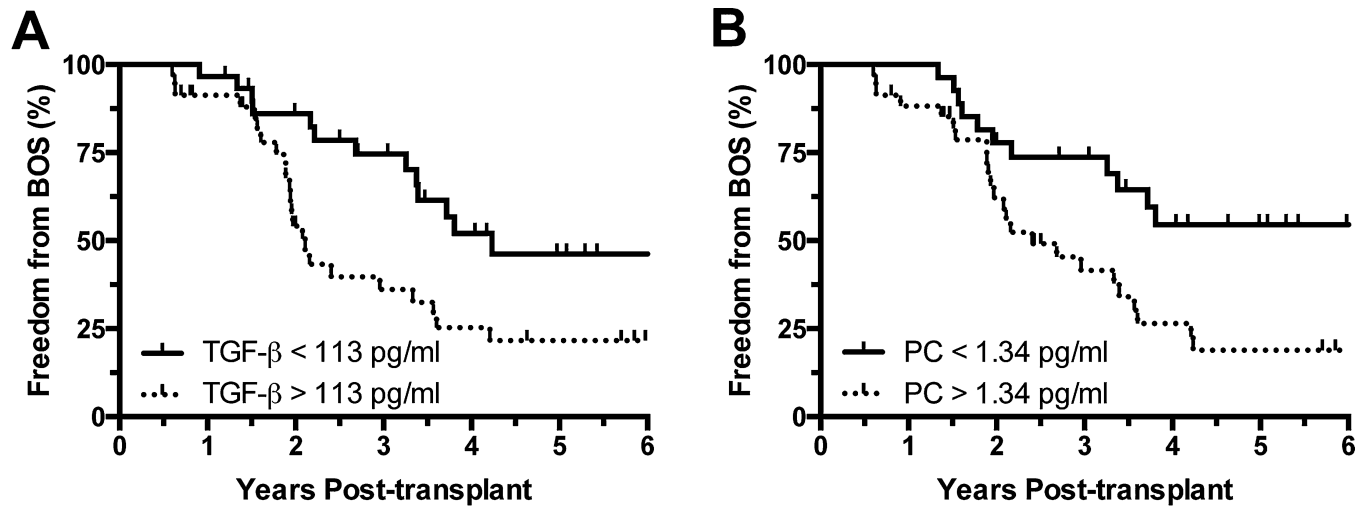 A
Freedom from BOS (%)
100
75
50
25
0
TGF-β < 113 pg/ml
TGF-β > 113 pg/ml
0 1 2 3 4 5 6
Years Post-transplant
B
Freedom from BOS (%)
100
75
50
25
0
PC < 1.34 pg/ml
PC > 1.34 pg/ml
0 1 2 3 4 5 6
Years Post-transplant